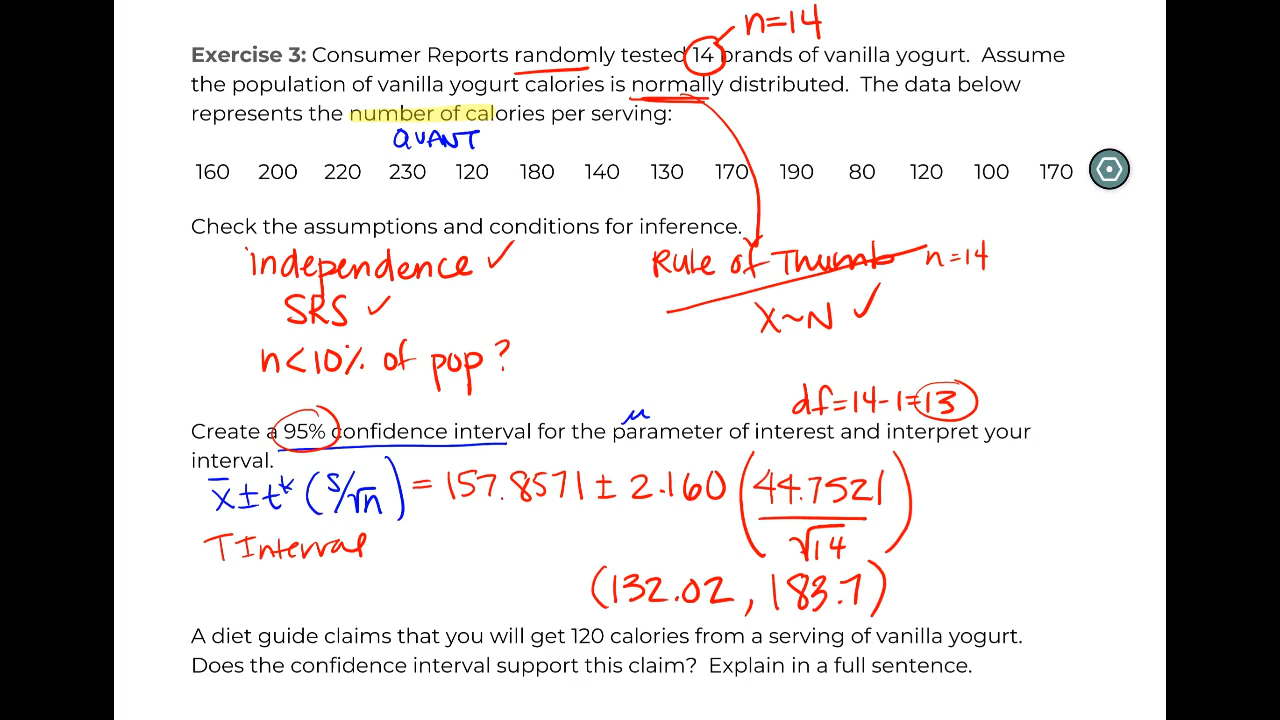 n=14
Exercise 3: Consumer Reports randomly tested 14 brands of vanilla yogurt. Assume
the population of vanilla yogurt calories is normally distributed. The data below
represents the number of calories per serving:
QUANT
160 200 220 230 120 180 140 130 170 190 80 120 100 170
Check the assumptions and conditions for inference.
independence ✓
Rule of Thumb n=14
SRS ✓
X~N ✓
n<10% of pop?
df=14-1=13
μ
Create a 95% confidence interval for the parameter of interest and interpret your
interval.
x̄ ± t* (s/√n) = 157.8571 ± 2.160 (44.7521/√14)
TInterval
(132.02, 183.7)
A diet guide claims that you will get 120 calories from a serving of vanilla yogurt.
Does the confidence interval support this claim? Explain in a full sentence.